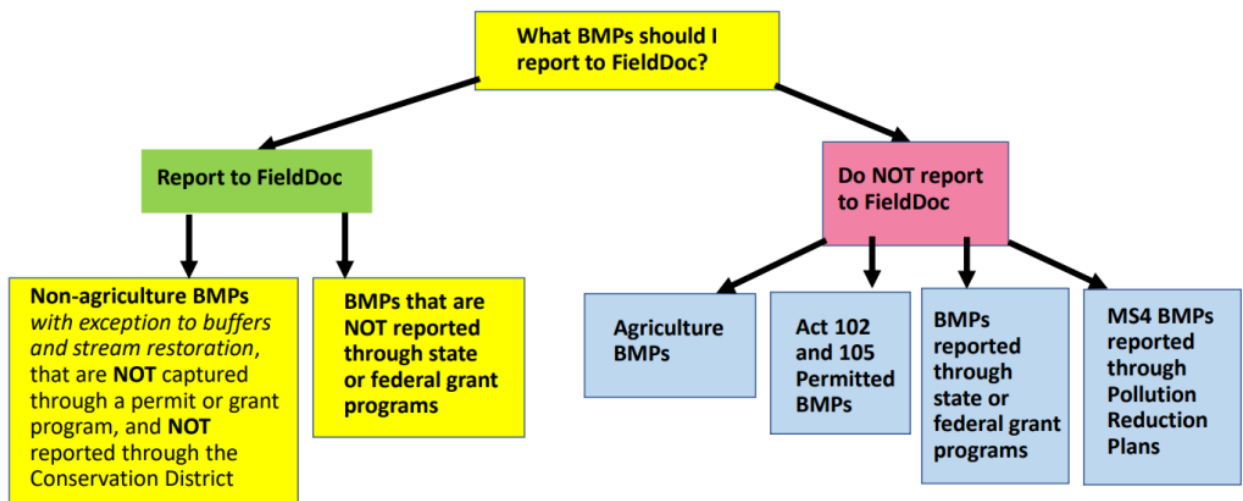 What BMPs should I
report to FieldDoc?
Report to FieldDoc
Do NOT report
to FieldDoc
Non-agriculture BMPs
with exception to buffers
and stream restoration,
that are NOT captured
through a permit or grant
program, and NOT
reported through the
Conservation District
BMPs that are
NOT reported
through state
or federal grant
programs
Agriculture
BMPs
Act 102
and 105
Permitted
BMPs
BMPs
reported
through
state or
federal grant
programs
MS4 BMPs
reported
through
Pollution
Reduction
Plans